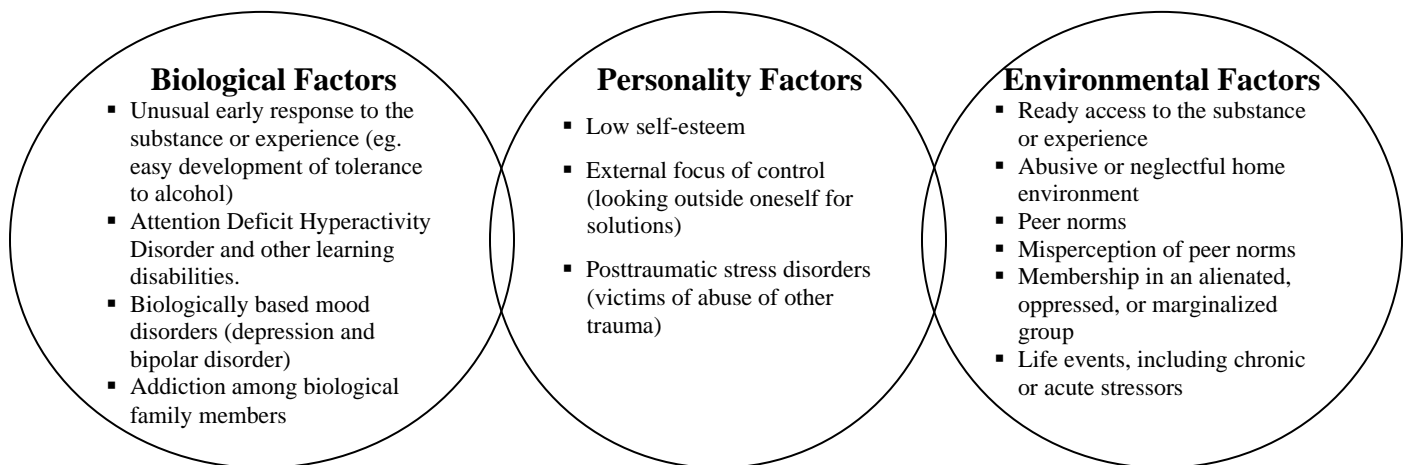 Biological Factors
▪ Unusual early response to the
substance or experience (eg.
easy development of tolerance
to alcohol)
▪ Attention Deficit Hyperactivity
Disorder and other learning
disabilities.
▪ Biologically based mood
disorders (depression and
bipolar disorder)
▪ Addiction among biological
family members
Personality Factors
▪ Low self-esteem
▪ External focus of control
(looking outside oneself for
solutions)
▪ Posttraumatic stress disorders
(victims of abuse of other
trauma)
Environmental Factors
▪ Ready access to the substance
or experience
▪ Abusive or neglectful home
environment
▪ Peer norms
▪ Misperception of peer norms
▪ Membership in an alienated,
oppressed, or marginalized
group
▪ Life events, including chronic
or acute stressors